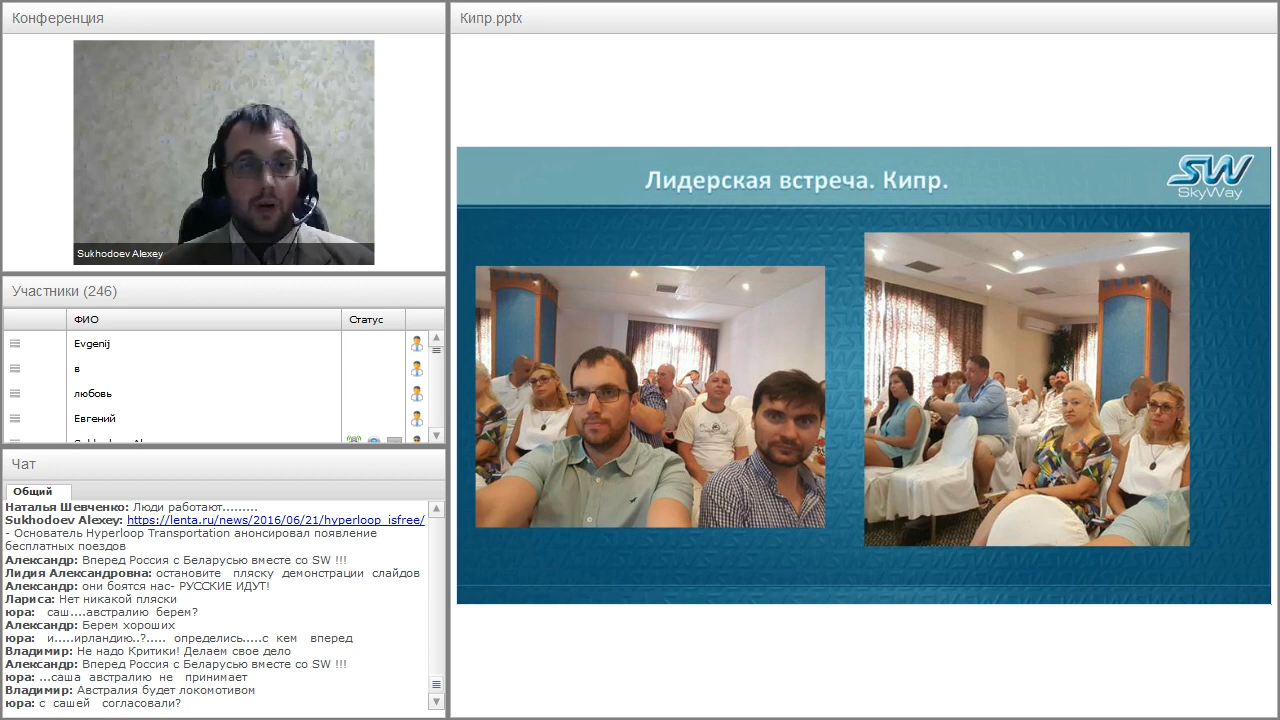 Конференция
Sukhodoev Alexey
Участники (246)
ФИО
Статус
Evgenij
в
любовь
Евгений
Чат
Общий
Наталья Шевченко: Люди работают.........
Sukhodoev Alexey: https://lenta.ru/news/2016/06/21/hyperloop_isfree/
- Основатель Hyperloop Transportation анонсировал появление
бесплатных поездов
Александр: Вперед Россия с Беларусью вместе со SW !!!
Лидия Александровна: остановите пляску демонстрации слайдов
Александр: они боятся нас- РУССКИЕ ИДУТ!
Лариса: Нет никакой пляски
юра: саш....австралию берем?
Александр: Берем хороших
юра: и.....ирландию..?..... определись.....с кем вперед
Владимир: Не надо Критики! Делаем свое дело
Александр: Вперед Россия с Беларусью вместе со SW !!!
юра: ...саша австралию не принимает
Владимир: Австралия будет локомотивом
юра: с сашей согласовали?
Кипр.pptx
Лидерская встреча. Кипр.
SW
SkyWay